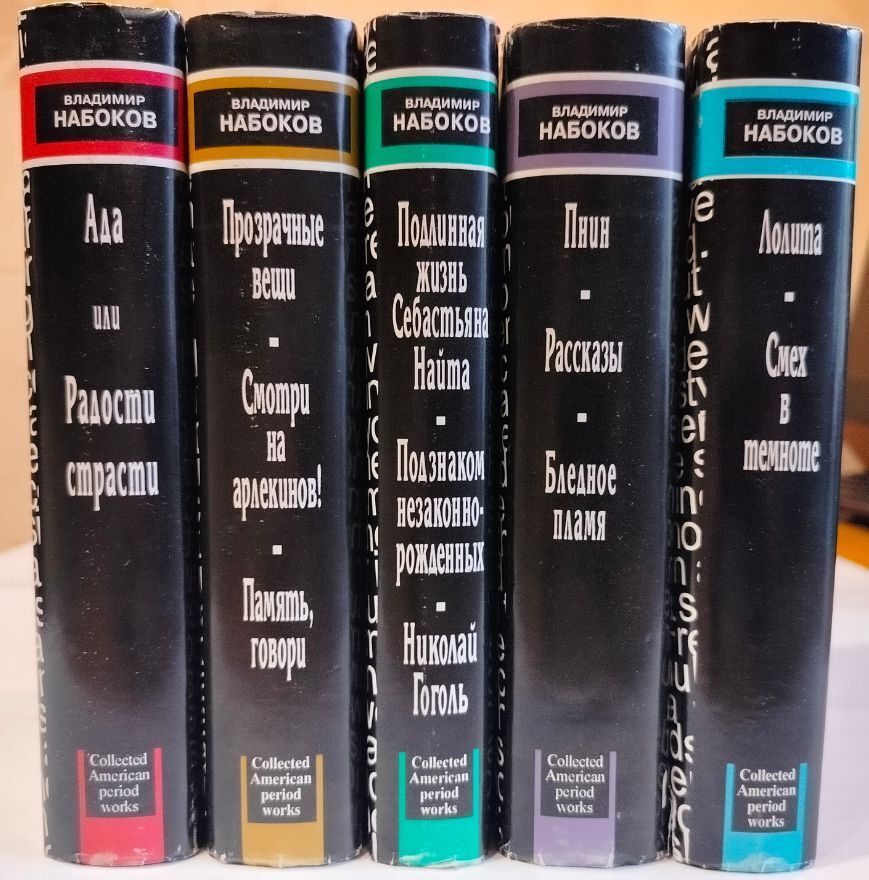 ВЛАДИМИР
НАБОКОВ
Ада
или
Радости
страсти
Collected
American
period
works
ВЛАДИМИР
НАБОКОВ
Прозрачные
вещи
▪
Смотри
на
арлекинов!
▪
Память,
говори
Collected
American
period
works
ВЛАДИМИР
НАБОКОВ
Подлинная
жизнь
Себастьяна
Найта
▪
Под знаком
незаконно-
рожденных
▪
Николай
Гоголь
Collected
American
period
works
ВЛАДИМИР
НАБОКОВ
Пнин
▪
Рассказы
▪
Бледное
пламя
Collected
American
period
works
ВЛАДИМИР
НАБОКОВ
Лолита
▪
Смех
в
темноте
Collected
American
period
works